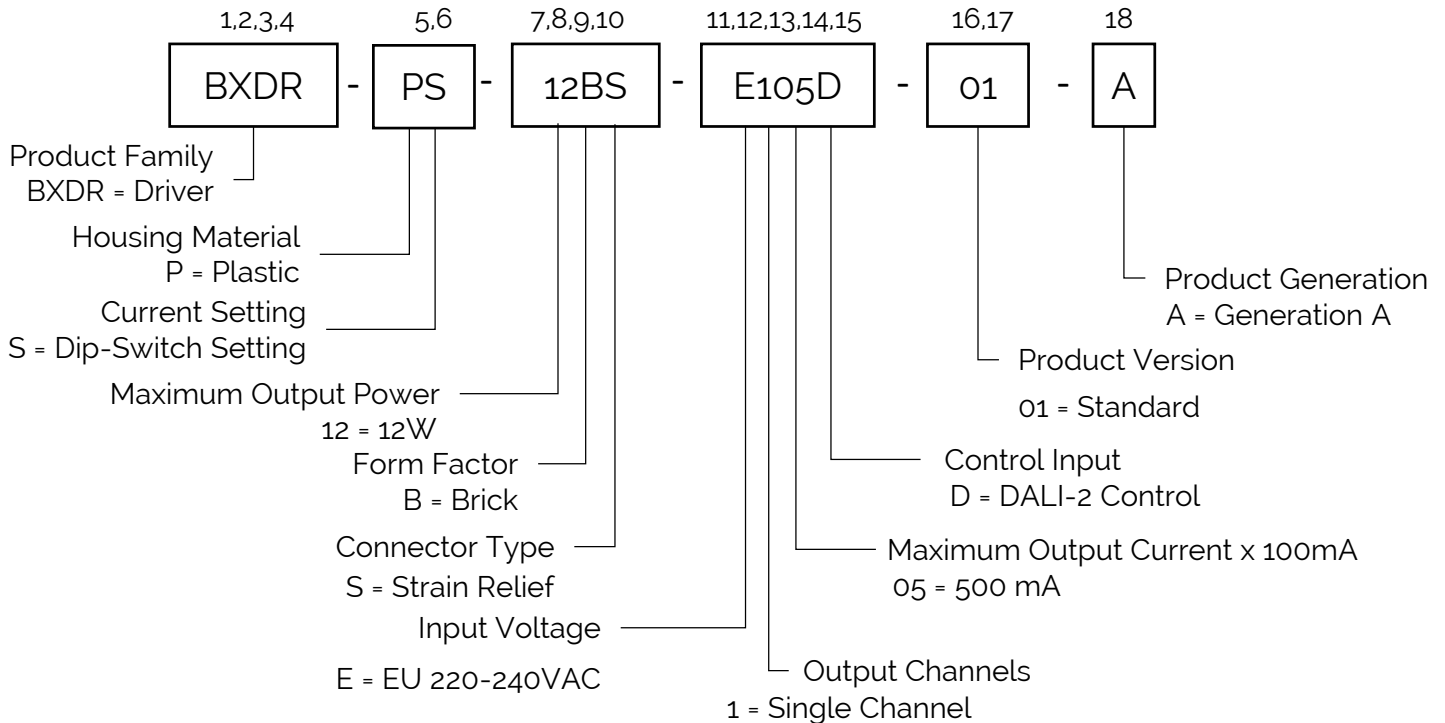 1,2,3,4 5,6 7,8,9,10 11,12,13,14,15 16,17 18
BXDR - PS - 12BS - E105D - 01 - A
Product Family
BXDR = Driver
Housing Material
P = Plastic
Current Setting
S = Dip-Switch Setting
Maximum Output Power
12 = 12W
Form Factor
B = Brick
Connector Type
S = Strain Relief
Input Voltage
E = EU 220-240VAC
Product Generation
A = Generation A
Product Version
01 = Standard
Control Input
D = DALI-2 Control
Maximum Output Current x 100mA
05 = 500 mA
Output Channels
1 = Single Channel